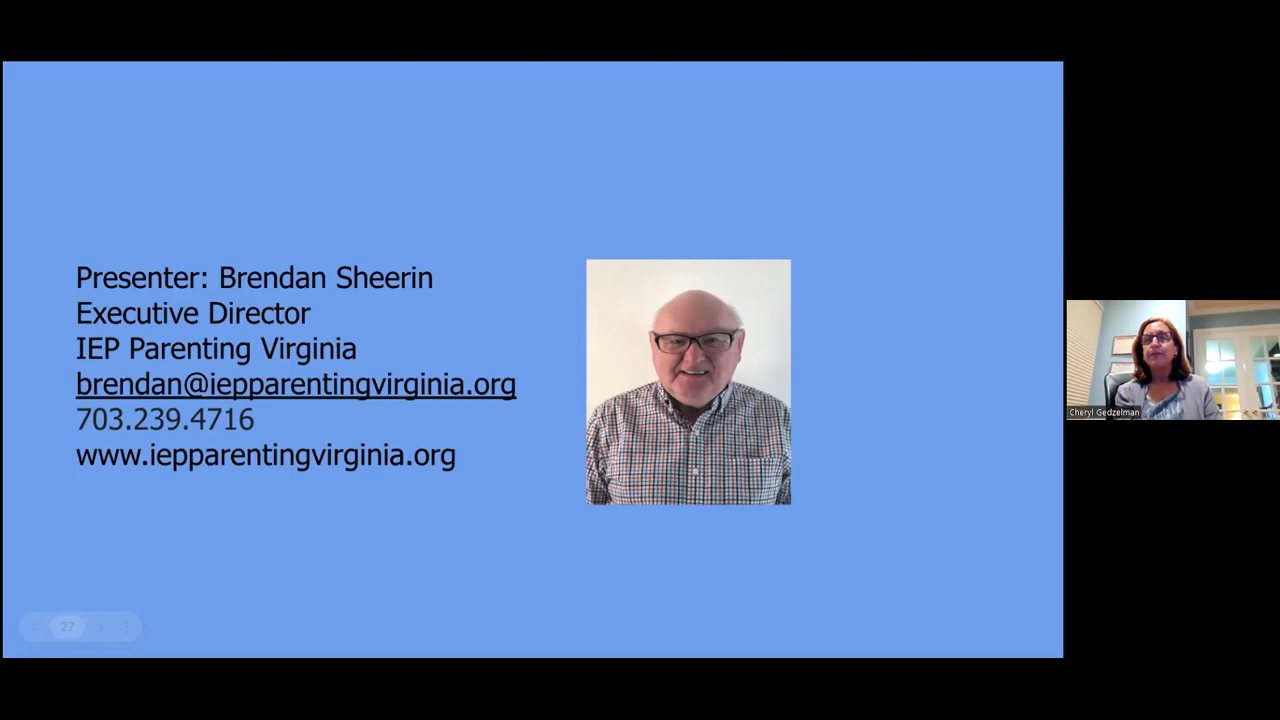 Presenter: Brendan Sheerin
Executive Director
IEP Parenting Virginia
brendan@iepparentingvirginia.org
703.239.4716
www.iepparentingvirginia.org
27
Cheryl Gedzelman